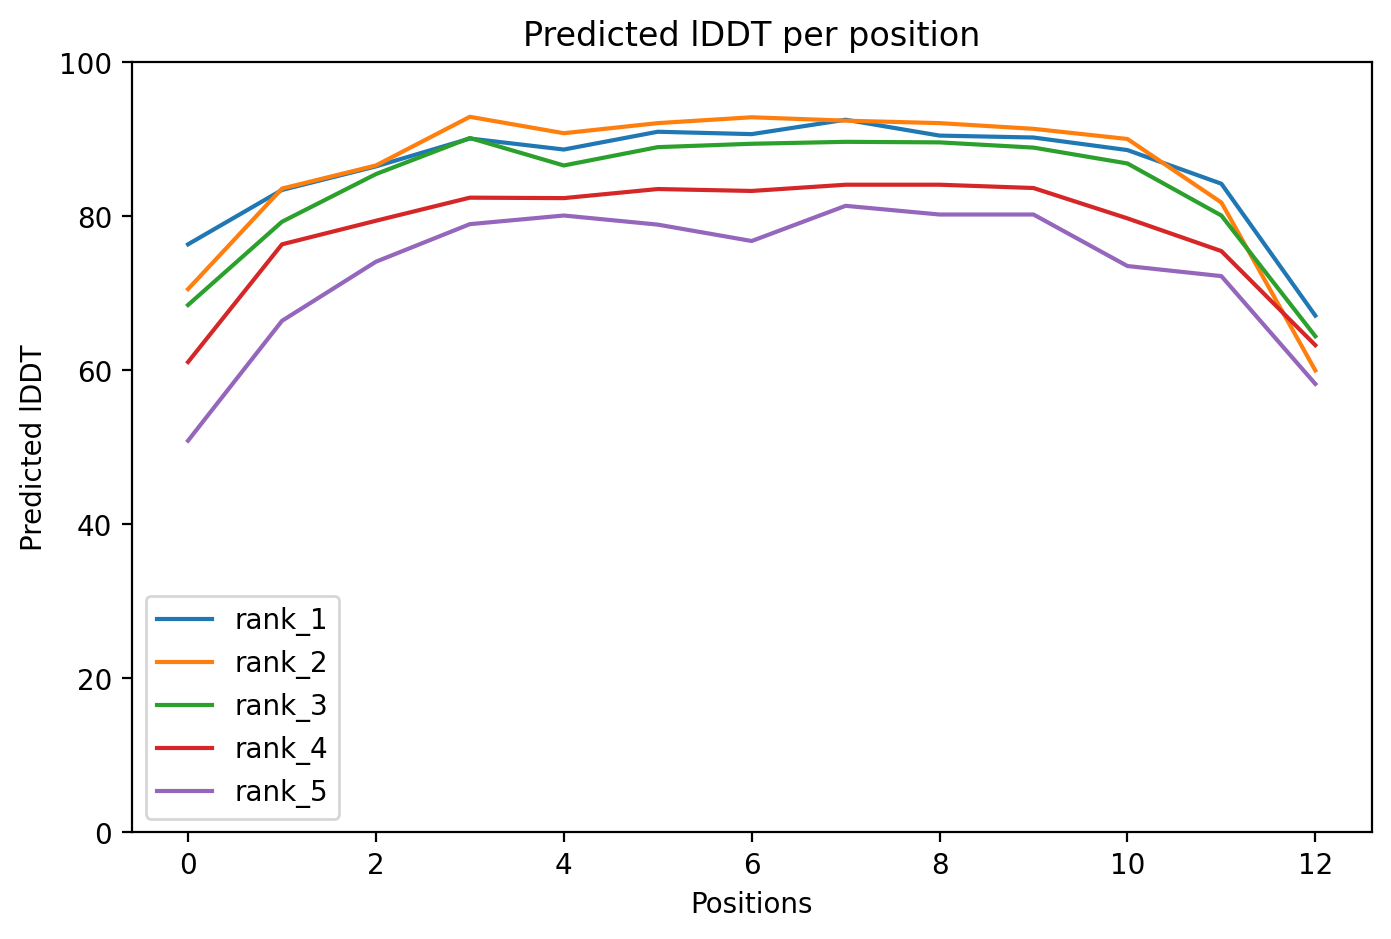 Predicted lDDT per position
100
80
60
40
20
0
Predicted lDDT
rank_1
rank_2
rank_3
rank_4
rank_5
0 2 4 6 8 10 12
Positions